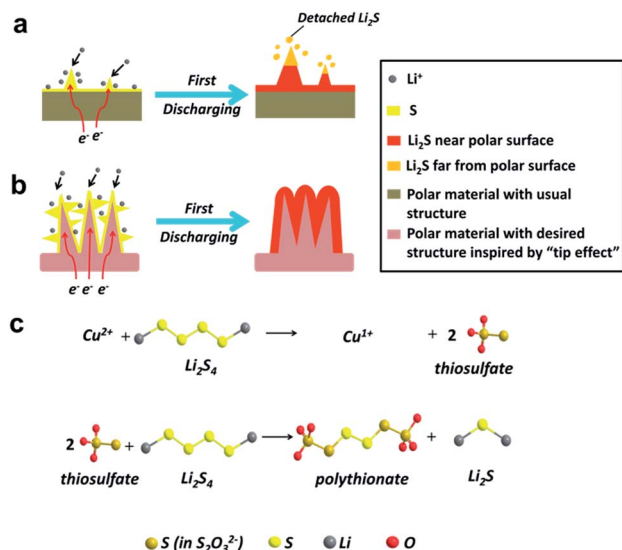 a
Detached Li₂S
First
Discharging
e⁻ e⁻
b
First
Discharging
e⁻ e⁻ e⁻
Li⁺
S
Li₂S near polar surface
Li₂S far from polar surface
Polar material with usual
structure
Polar material with desired
structure inspired by “tip effect”
c
Cu²⁺ + Cu¹⁺ + 2
Li₂S₄ thiosulfate
2 + +
thiosulfate Li₂S₄ polythionate Li₂S
S (in S₂O₃²⁻) S Li O